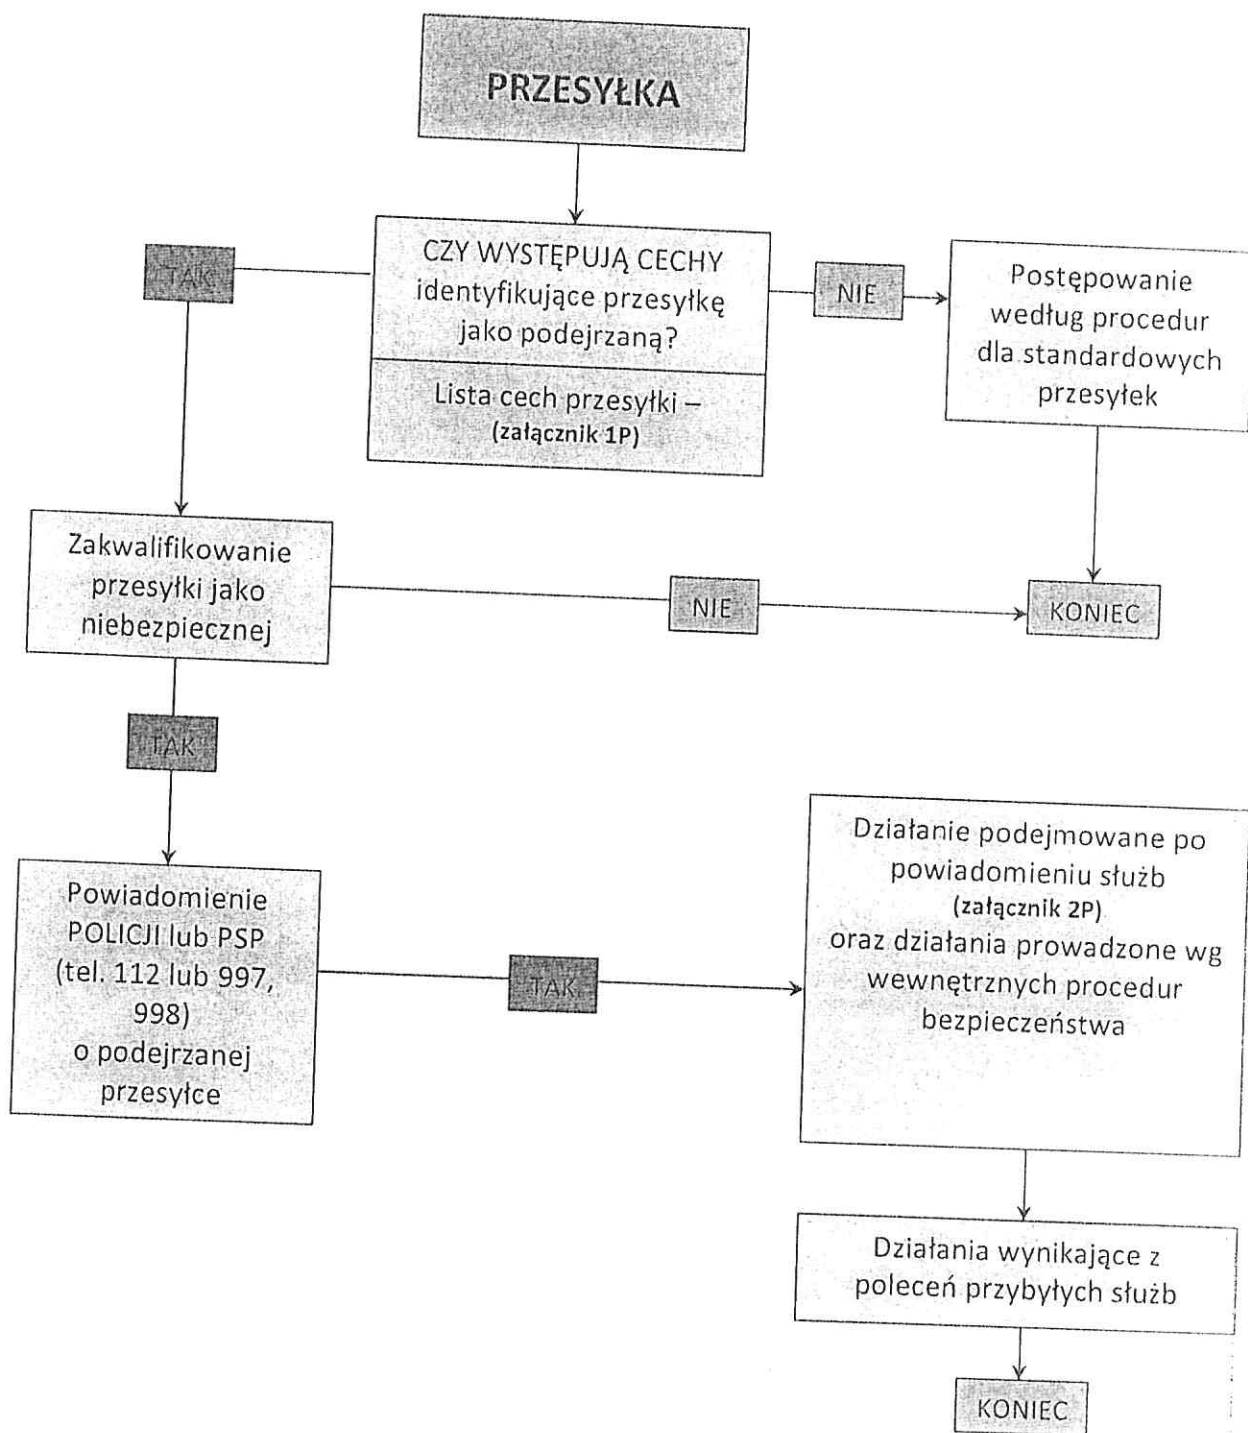 PRZESYŁKA
CZY WYSTĘPUJĄ CECHY
identyfikujące przesyłkę
jako podejrzaną?
Lista cech przesyłki –
(załącznik 1P)
TAK
NIE
Postępowanie
według procedur
dla standardowych
przesyłek
Zakwalifikowanie
przesyłki jako
niebezpiecznej
NIE
KONIEC
TAK
Powiadomienie
POLICJI lub PSP
(tel. 112 lub 997,
998)
o podejrzanej
przesyłce
TAK
Działanie podejmowane po
powiadomieniu służb
(załącznik 2P)
oraz działania prowadzone wg
wewnętrznych procedur
bezpieczeństwa
Działania wynikające z
poleceń przybyłych służb
KONIEC